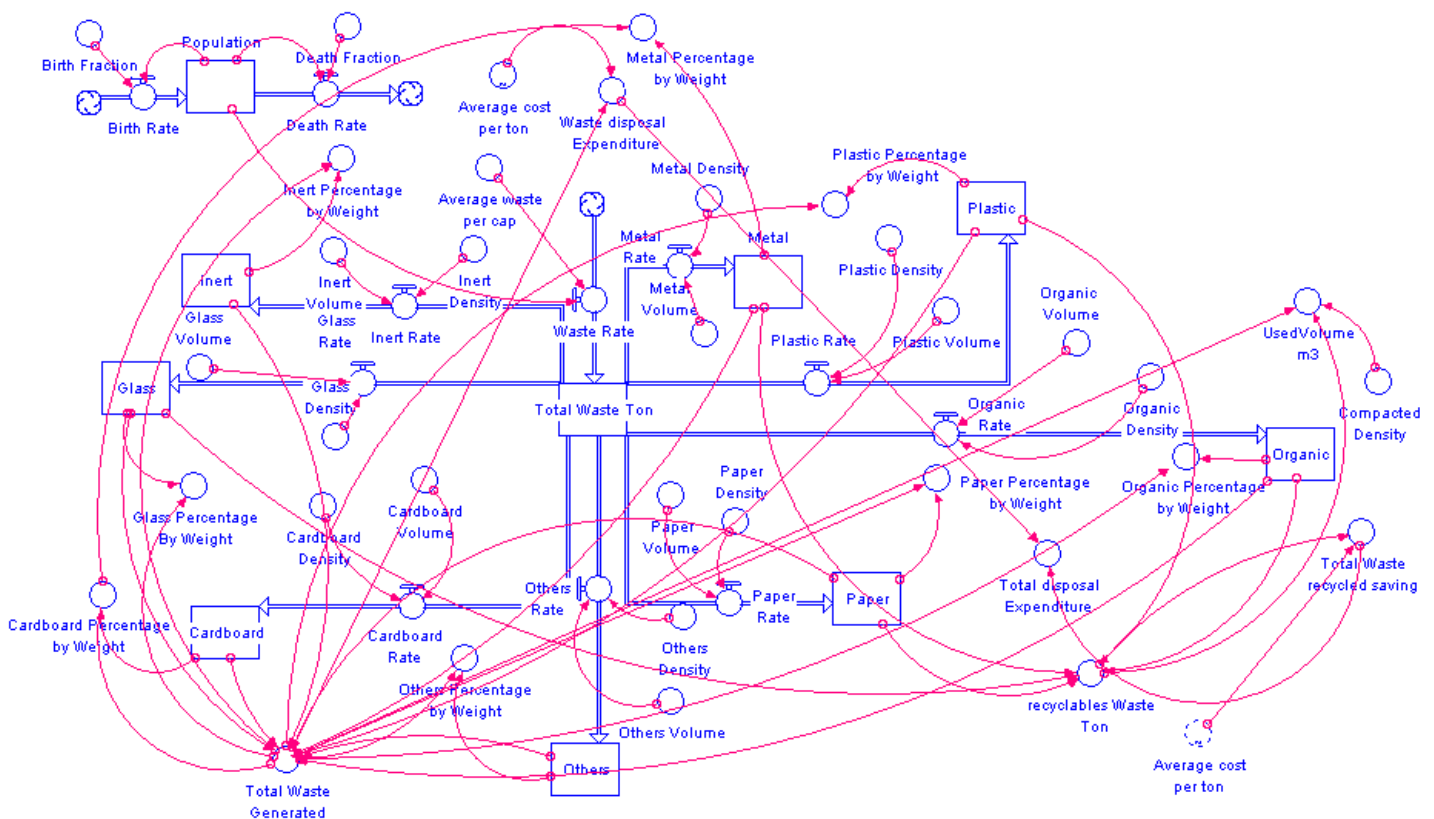 Population
Birth Fraction
Death Fraction
Birth Rate
Death Rate
Metal Percentage
by Weight
Average cost
per ton
Waste disposal
Expenditure
Plastic Percentage
by Weight
Metal Density
Inert Percentage
by Weight
Average waste
per cap
Plastic
Metal
Rate
Metal
Inert
Inert
Volume
Inert
Density
Plastic Density
Metal
Volume
Organic
Volume
Glass
Volume
Glass
Rate
Inert Rate
Waste Rate
Plastic Rate
Plastic Volume
UsedVolume
m3
Glass
Glass
Density
Total Waste Ton
Organic
Rate
Organic
Density
Compacted
Density
Organic
Glass Percentage
By Weight
Cardboard
Volume
Cardboard
Density
Paper
Density
Paper
Volume
Paper Percentage
by Weight
Organic Percentage
by Weight
Total Waste
recycled saving
Total disposal
Expenditure
Others
Rate
Paper
Rate
Paper
Cardboard Percentage
by Weight
Cardboard
Cardboard
Rate
Others
Density
Others Percentage
by Weight
Others Volume
recyclables Waste
Ton
Others
Total Waste
Generated
Average cost
per ton